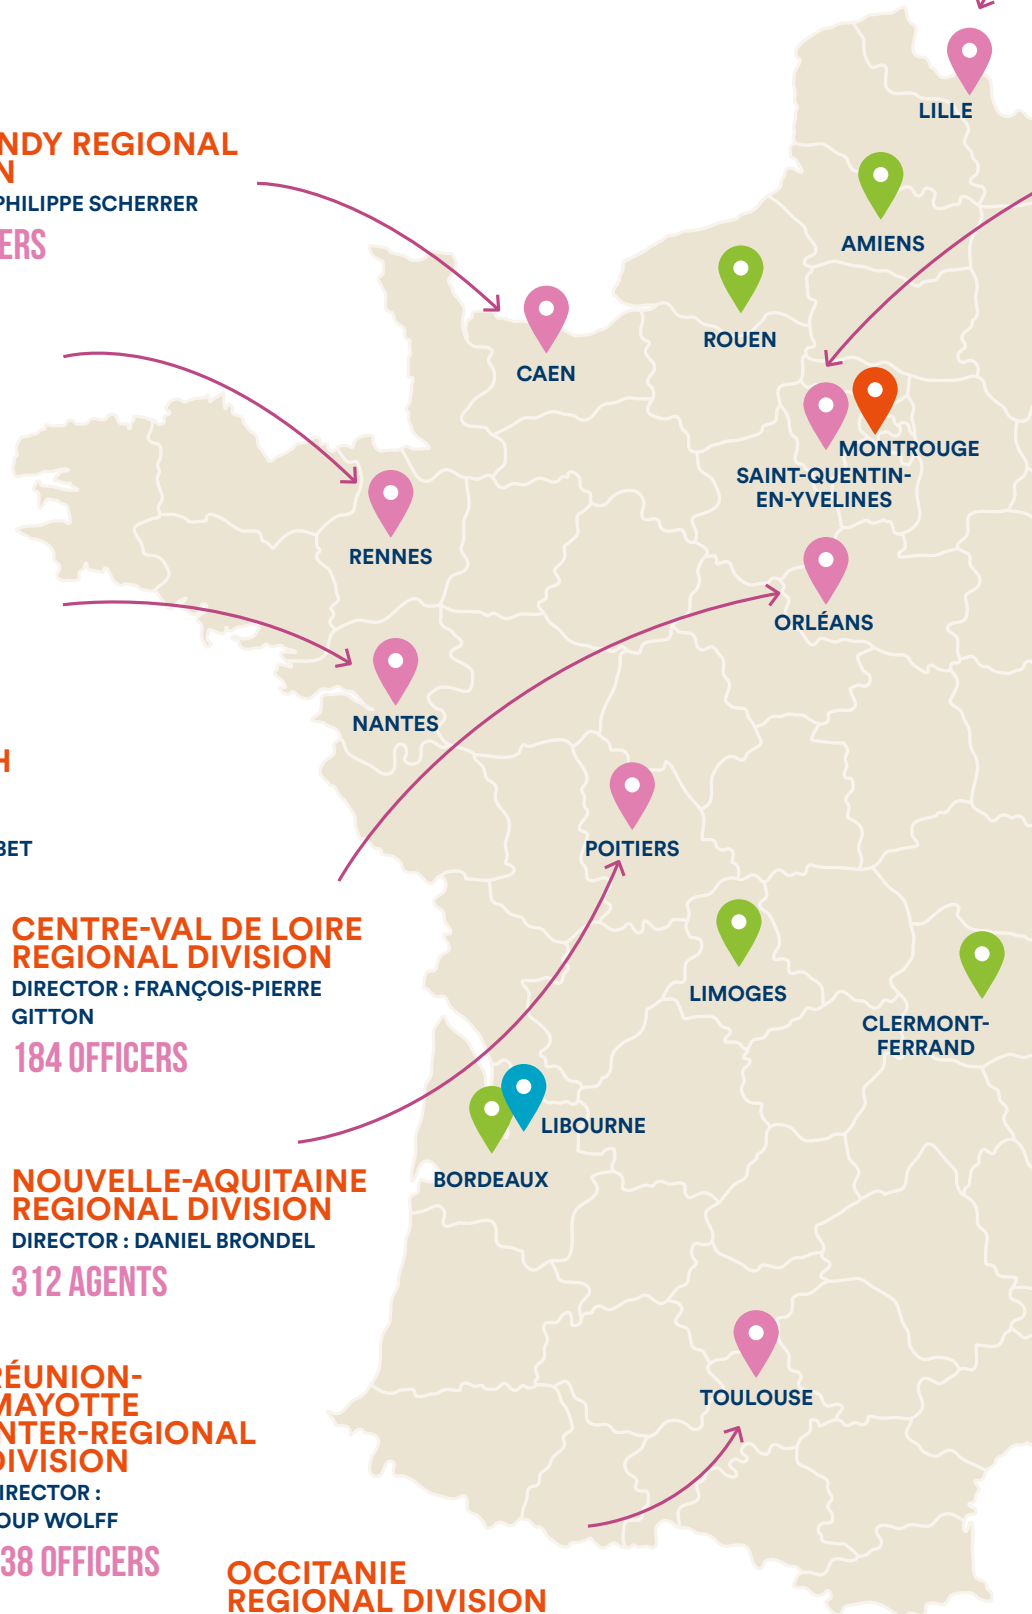 LILLE
NDY REGIONAL
N
PHILIPPE SCHERRER
ERS
AMIENS
ROUEN
CAEN
MONTROUGE
SAINT-QUENTIN-
EN-YVELINES
RENNES
ORLÉANS
NANTES
H
BET
POITIERS
CENTRE-VAL DE LOIRE
REGIONAL DIVISION
DIRECTOR : FRANÇOIS-PIERRE
GITTON
184 OFFICERS
LIMOGES
CLERMONT-
FERRAND
LIBOURNE
BORDEAUX
NOUVELLE-AQUITAINE
REGIONAL DIVISION
DIRECTOR : DANIEL BRONDEL
312 AGENTS
TOULOUSE
RÉUNION-
MAYOTTE
NTER-REGIONAL
DIVISION
IRECTOR :
OUP WOLFF
38 OFFICERS
OCCITANIE
REGIONAL DIVISION